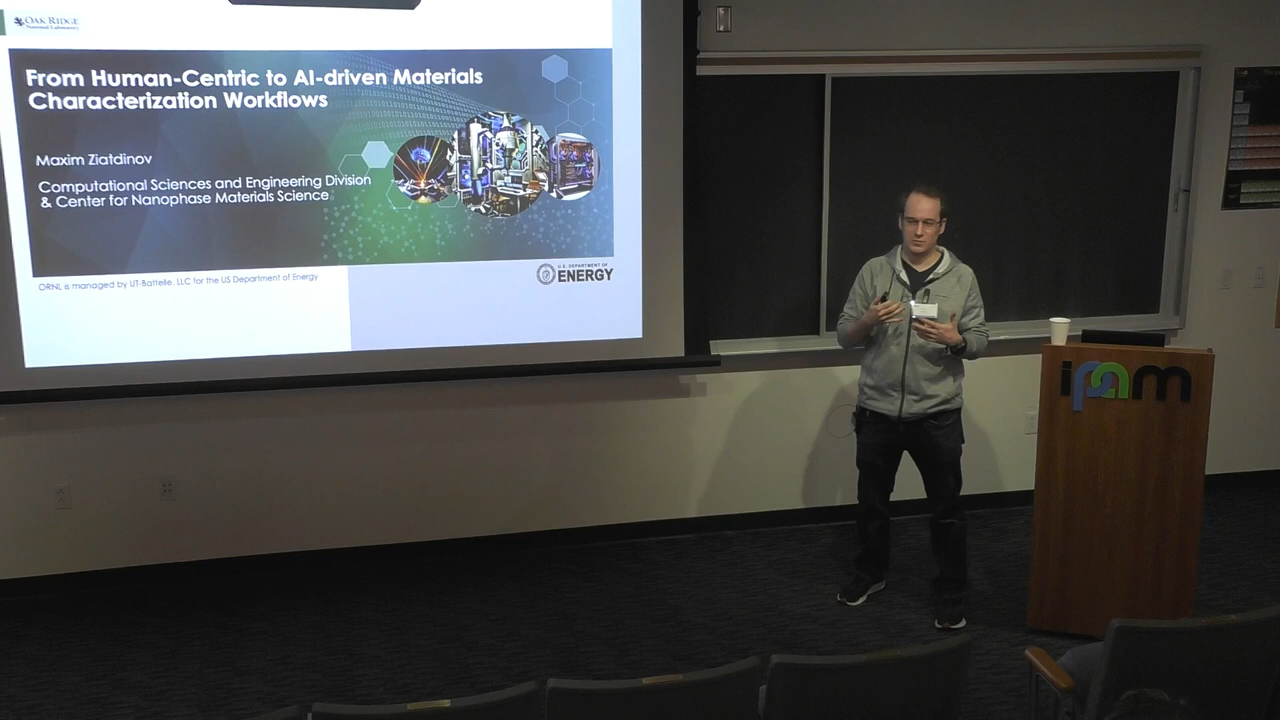 OAK RIDGE
National Laboratory
From Human-Centric to AI-driven Materials
Characterization Workflows
Maxim Ziatdinov
Computational Sciences and Engineering Division
& Center for Nanophase Materials Science
ORNL is managed by UT-Battelle, LLC for the US Department of Energy
U.S. DEPARTMENT OF
ENERGY
ipam